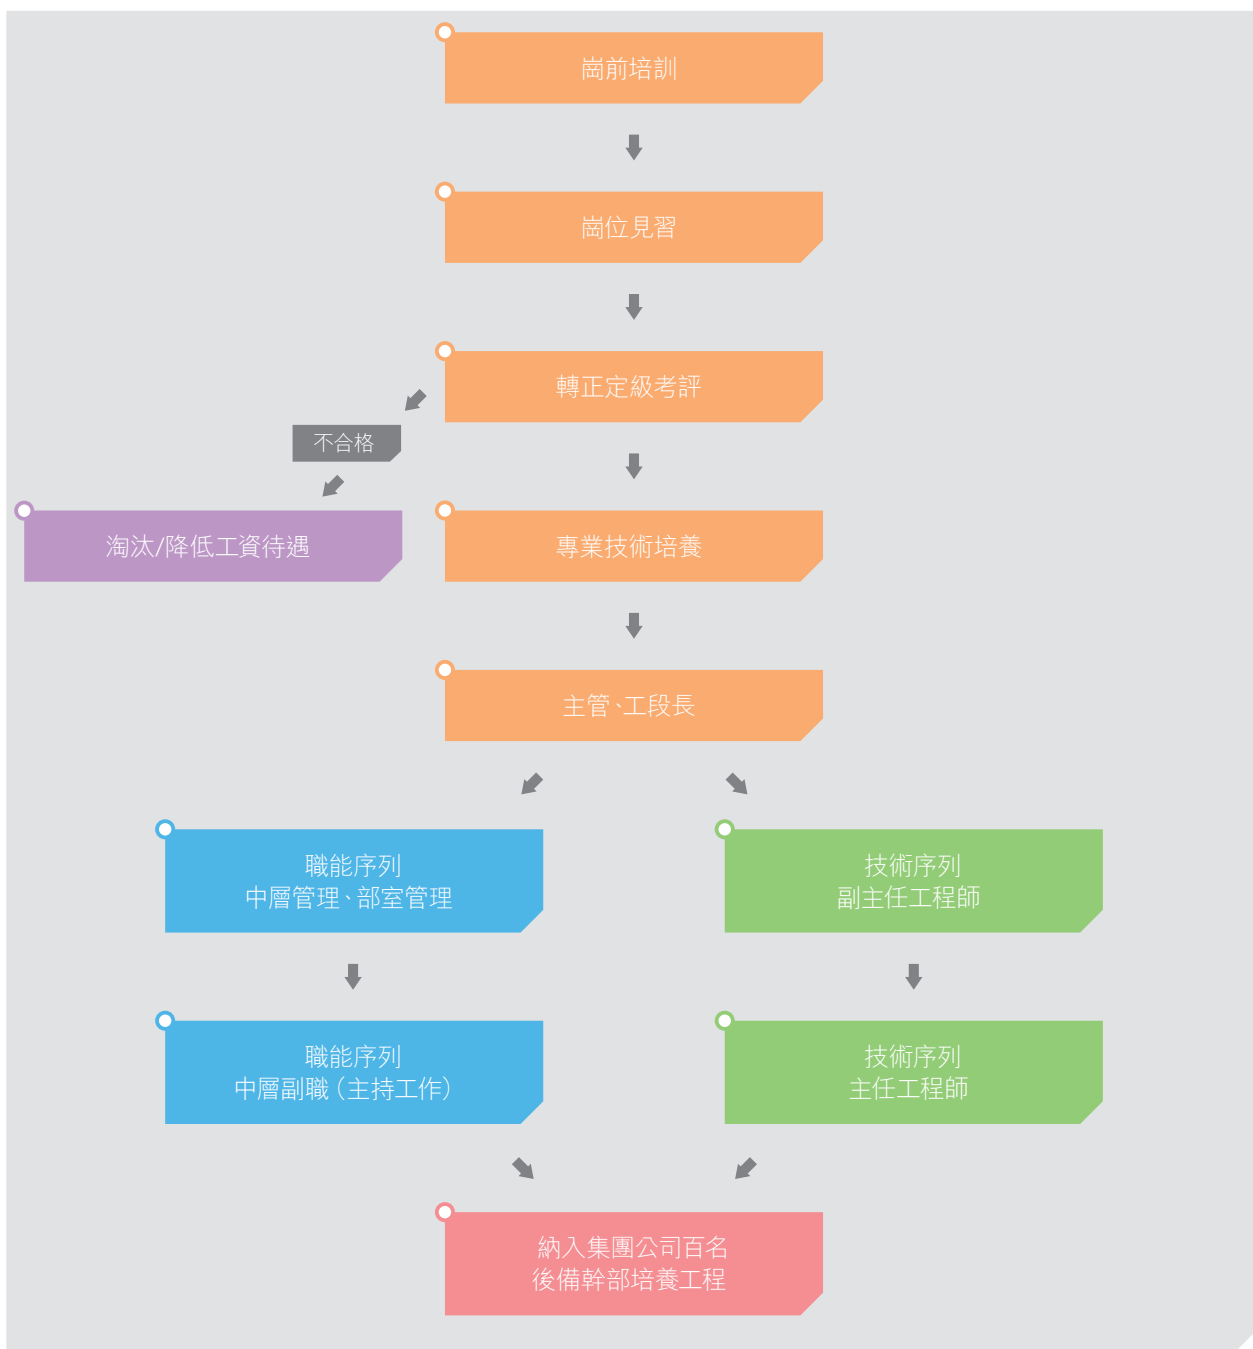 崗前培訓
崗位見習
轉正定級考評
不合格
淘汰/降低工資待遇
專業技術培養
主管、工段長
職能序列
中層管理、部室管理
技術序列
副主任工程師
職能序列
中層副職（主持工作）
技術序列
主任工程師
納入集團公司百名
後備幹部培養工程